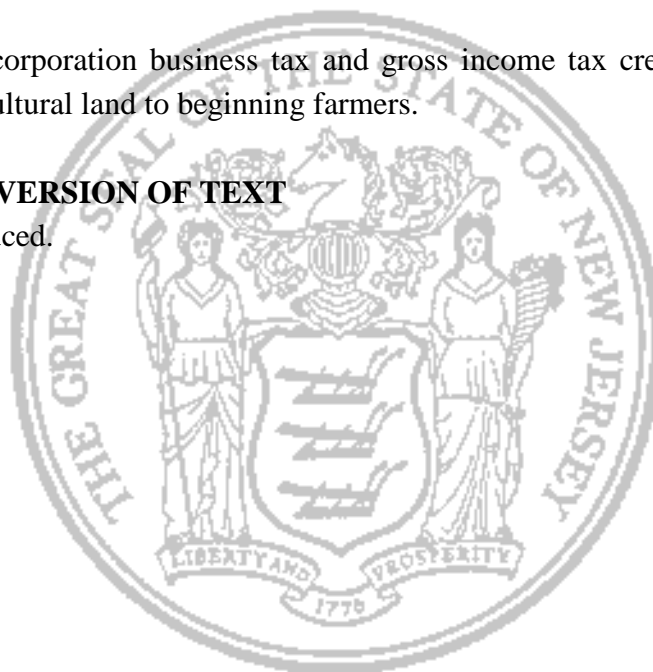 corporation business tax and gross income tax cre
ultural land to beginning farmers.
VERSION OF TEXT
uced.
THE GREAT SEAL OF THE STATE OF NEW JERSEY
LIBERTY AND PROSPERITY
1776